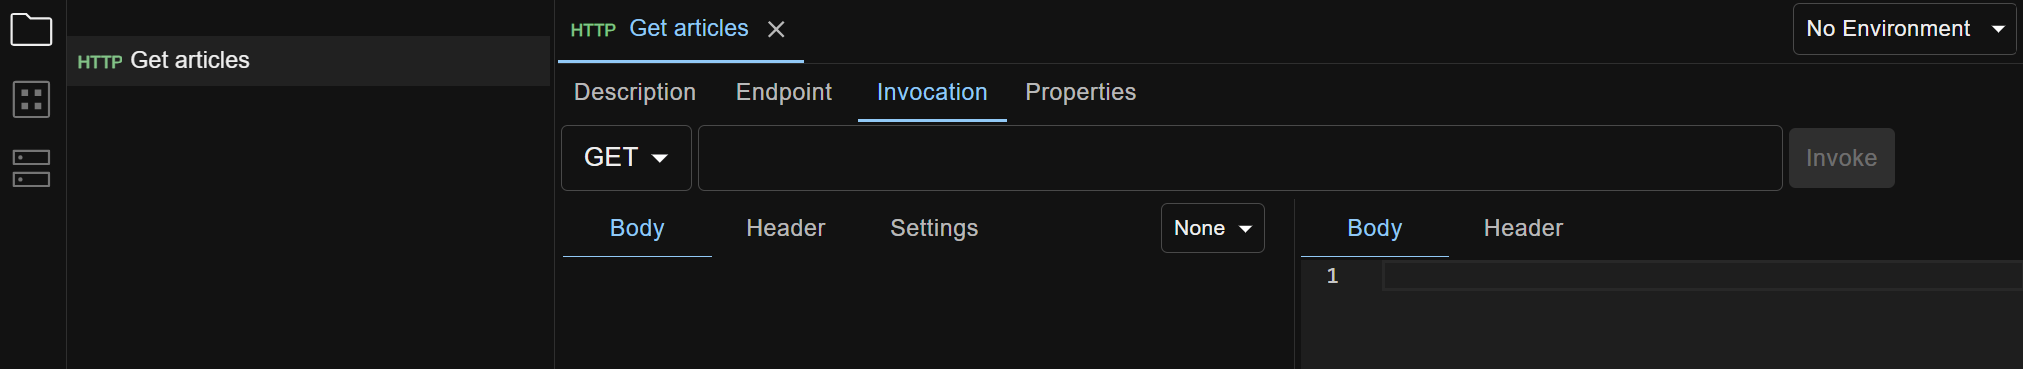 HTTP Get articles
HTTP Get articles
No Environment
Description Endpoint Invocation Properties
GET
Invoke
Body Header Settings None
Body Header
1